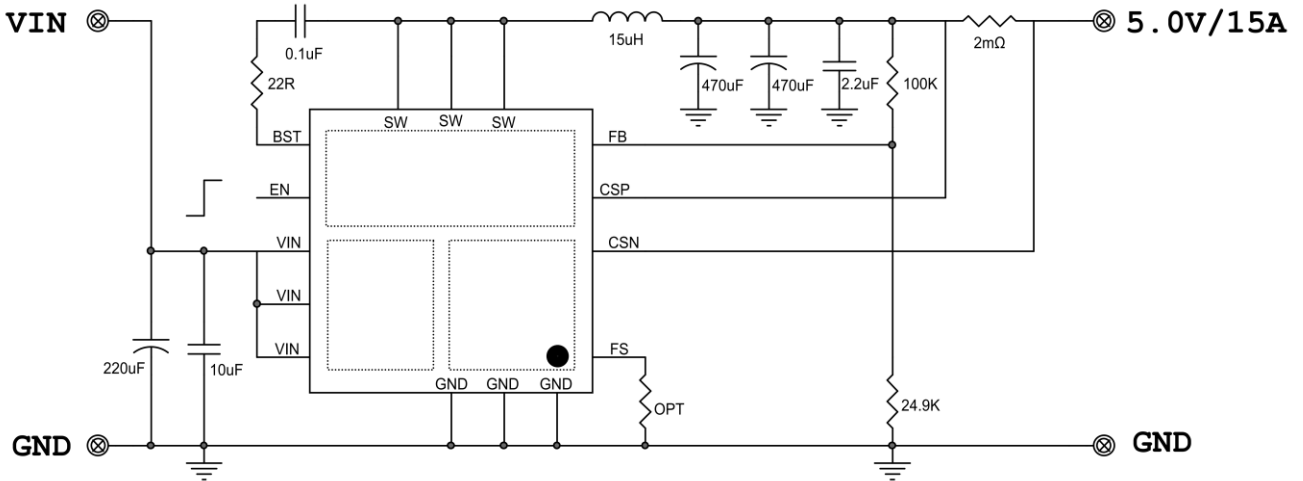 VIN
5.0V/15A
0.1uF
15uH
2mΩ
22R
470uF
470uF
2.2uF
100K
SW
SW
SW
BST
FB
EN
CSP
VIN
CSN
VIN
VIN
FS
220uF
10uF
GND
GND
GND
OPT
24.9K
GND
GND